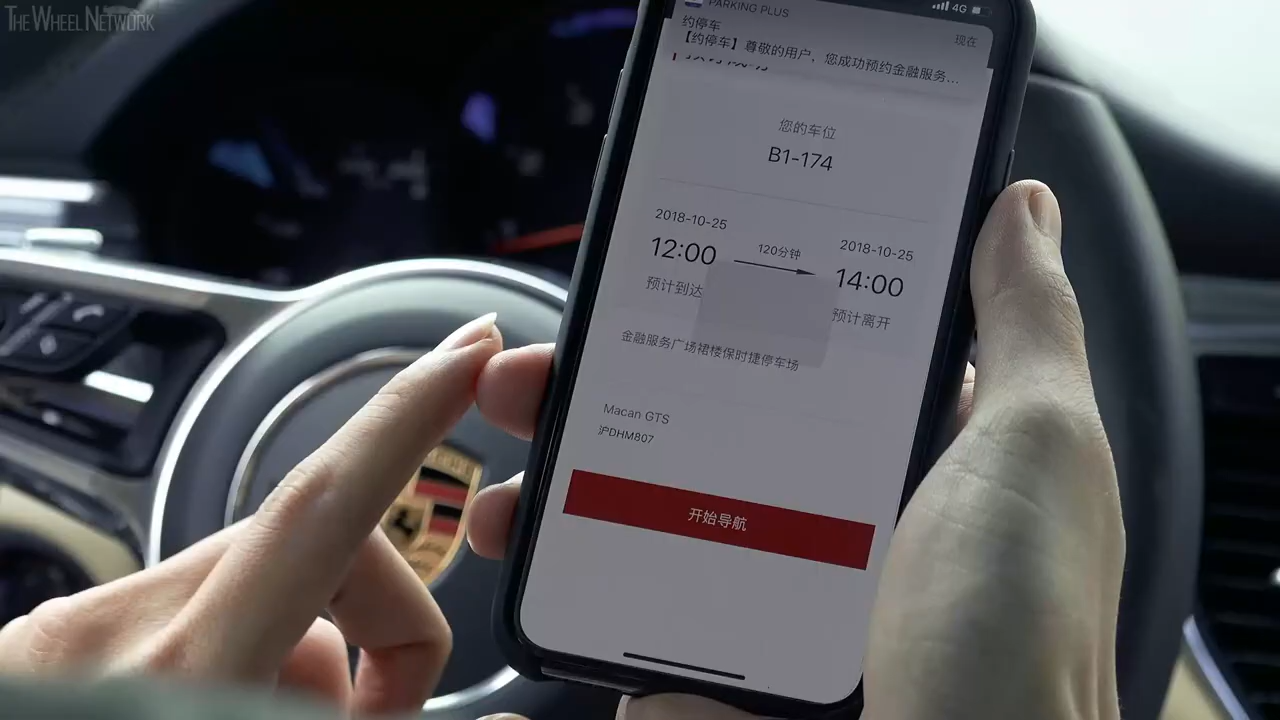 THE WHEEL NETWORK
PARKING PLUS
4G
约停车
现在
【约停车】尊敬的用户，您成功预约金融服务...
您的车位
B1-174
2018-10-25
2018-10-25
12:00
120分钟
14:00
预计到达
预计离开
金融服务广场裙楼保时捷停车场
Macan GTS
沪DHM807
开始导航